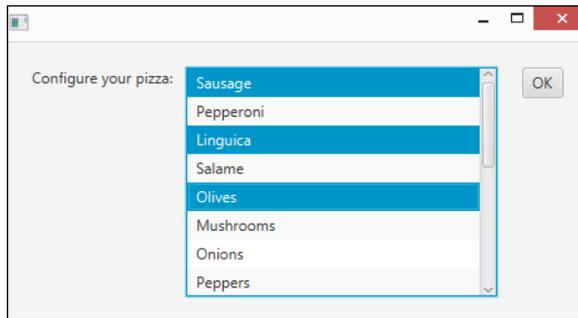 Configure your pizza:
Sausage
Pepperoni
Linguica
Salame
Olives
Mushrooms
Onions
Peppers
OK